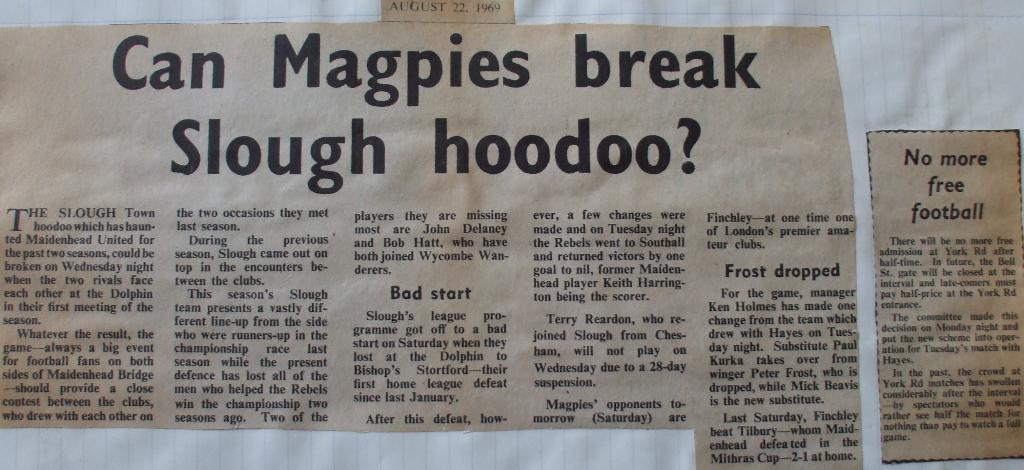 AUGUST 22, 1969
Can Magpies break
Slough hoodoo?
THE SLOUGH Town
hoodoo which has haun-
ted Maidenhead United for
the past two seasons, could be
broken on Wednesday night
when the two rivals face
each other at the Dolphin
in their first meeting of the
season.
Whatever the result, the
game—always a big event
for football fans on both
sides of Maidenhead Bridge
—should provide a close
contest between the clubs,
who drew with each other on
the two occasions they met
last season.
During the previous
season, Slough came out on
top in the encounters be-
tween the clubs.
This season's Slough
team presents a vastly dif-
ferent line-up from the side
who were runners-up in the
championship race last
season while the present
defence has lost all of the
men who helped the Rebels
win the championship two
seasons ago. Two of the
players they are missing
most are John Delaney
and Bob Hatt, who have
both joined Wycombe Wan-
derers.
Bad start
Slough's league pro-
gramme got off to a bad
start on Saturday when they
lost at the Dolphin to
Bishop's Stortford—their
first home league defeat
since last January.
After this defeat, how-
ever, a few changes were
made and on Tuesday night
the Rebels went to Southall
and returned victors by one
goal to nil, former Maiden-
head player Keith Harring-
ton being the scorer.
Terry Reardon, who re-
joined Slough from Ches-
ham, will not play on
Wednesday due to a 28-day
suspension.
Magpies' opponents to-
morrow (Saturday) are
Finchley—at one time one
of London's premier ama-
teur clubs.
Frost dropped
For the game, manager
Ken Holmes has made one
change from the team which
drew with Hayes on Tues-
day night. Substitute Paul
Kurka takes over from
winger Peter Frost, who is
dropped, while Mick Beavis
is the new substitute.
Last Saturday, Finchley
beat Tilbury—whom Maid-
enhead defeated in the
Mithras Cup—2-1 at home.
No more
free
football
There will be no more free
admission at York Rd after
half-time. In future, the Bell
St. gate will be closed at the
interval and late-comers must
pay half-price at the York Rd
entrance.
The committee made this
decision on Monday night and
put the new scheme into oper-
ation for Tuesday's match with
Hayes.
In the past, the crowd at
York Rd matches has swollen
considerably after the interval
—by spectators who would
rather see half the match for
nothing than pay to watch a full
game.